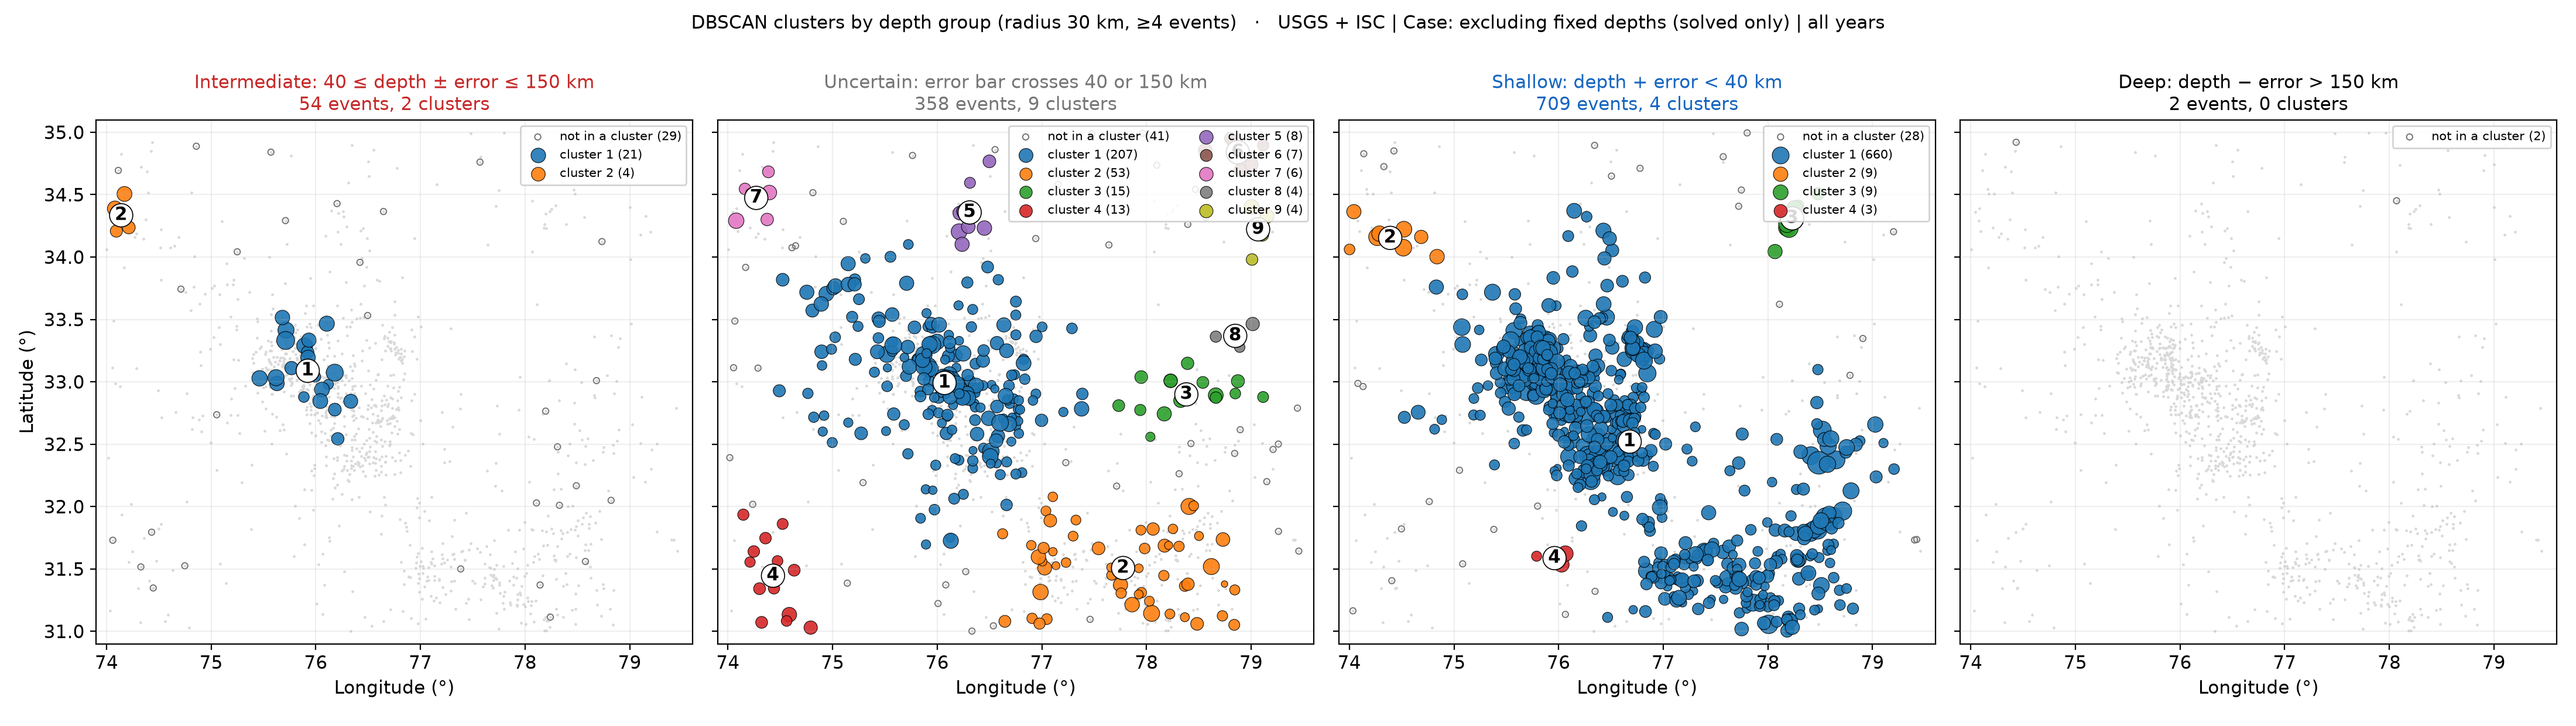 DBSCAN clusters by depth group (radius 30 km, ≥4 events)   ·   USGS + ISC | Case: excluding fixed depths (solved only) | all years
Intermediate: 40 ≤ depth ± error ≤ 150 km
54 events, 2 clusters
not in a cluster (29)
cluster 1 (21)
cluster 2 (4)
2
1
35.0
34.5
34.0
33.5
33.0
32.5
32.0
31.5
31.0
Latitude (°)
74 75 76 77 78 79
Longitude (°)
Uncertain: error bar crosses 40 or 150 km
358 events, 9 clusters
not in a cluster (41)
cluster 1 (207)
cluster 2 (53)
cluster 3 (15)
cluster 4 (13)
cluster 5 (8)
cluster 6 (7)
cluster 7 (6)
cluster 8 (4)
cluster 9 (4)
6
7
5
9
8
1
3
2
4
74 75 76 77 78 79
Longitude (°)
Shallow: depth + error < 40 km
709 events, 4 clusters
not in a cluster (28)
cluster 1 (660)
cluster 2 (9)
cluster 3 (9)
cluster 4 (3)
3
2
1
4
74 75 76 77 78 79
Longitude (°)
Deep: depth − error > 150 km
2 events, 0 clusters
not in a cluster (2)
74 75 76 77 78 79
Longitude (°)